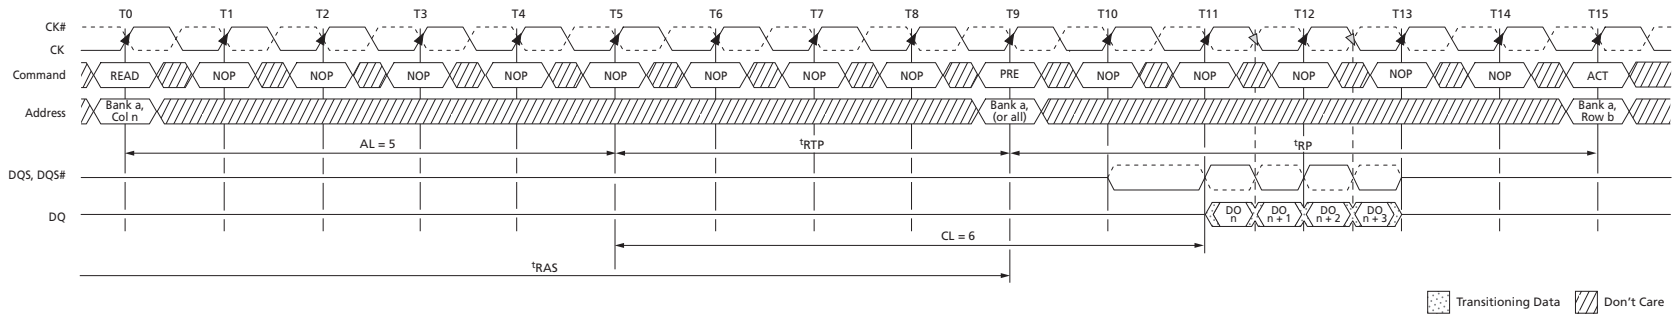 T0 T1 T2 T3 T4 T5 T6 T7 T8 T9 T10 T11 T12 T13 T14 T15
CK#
CK
Command READ NOP NOP NOP NOP NOP NOP NOP NOP PRE NOP NOP NOP NOP NOP ACT
Address Bank a, Col n Bank a, (or all) Bank a, Row b
AL = 5 tRTP tRP
DQS, DQS#
DQ DO n DO n + 1 DO n + 2 DO n + 3
CL = 6
tRAS
Transitioning Data Don't Care